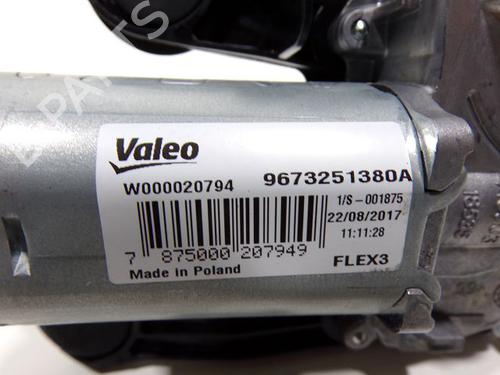 Valeo
W000020794 9673251380A
1/S-001875
22/08/2017
11:11:28
7 875000 207949
Made in Poland FLEX3